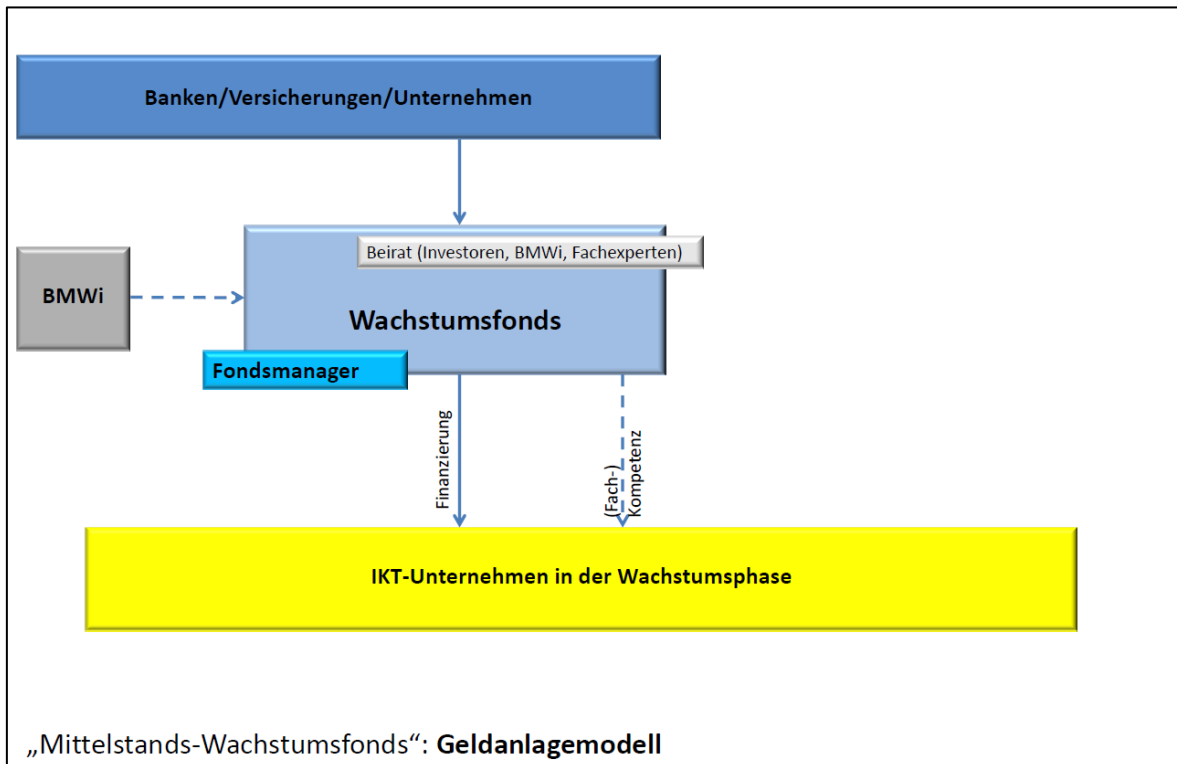 Banken/Versicherungen/Unternehmen
Beirat (Investoren, BMWi, Fachexperten)
BMWi
Wachstumsfonds
Fondsmanager
Finanzierung
(Fach-)
Kompetenz
IKT-Unternehmen in der Wachstumsphase
„Mittelstands-Wachstumsfonds“: Geldanlagemodell